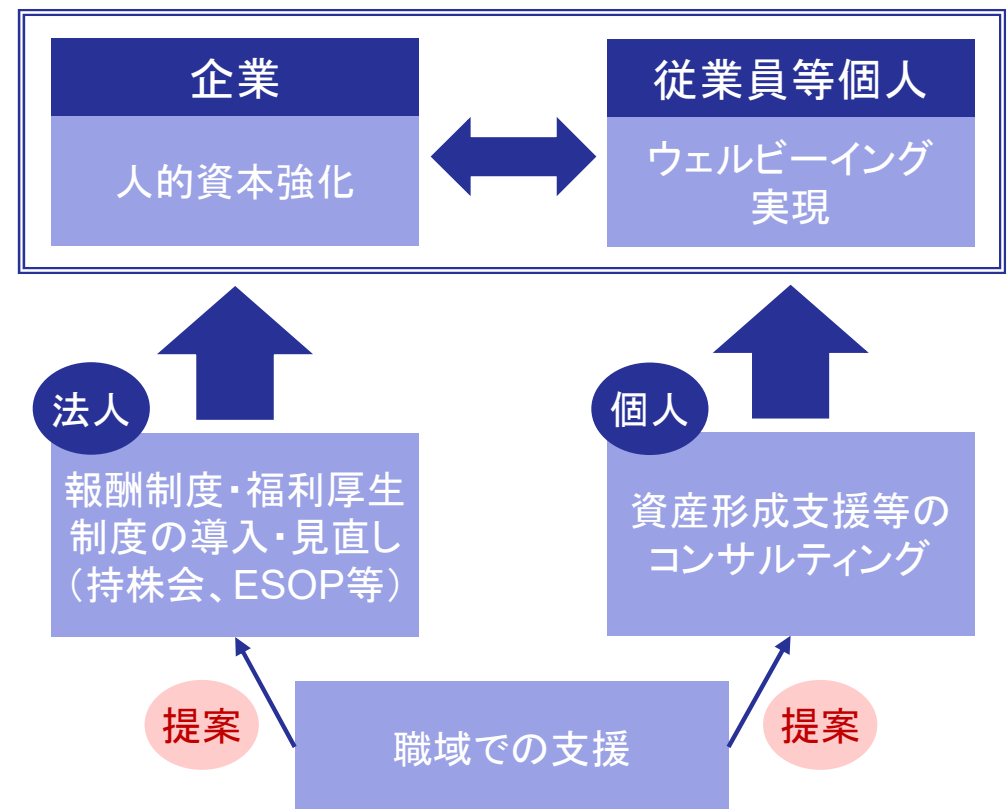 企業
従業員等個人
人的資本強化
ウェルビーイング
実現
法人
個人
報酬制度・福利厚生
制度の導入・見直し
（持株会、ESOP等）
資産形成支援等の
コンサルティング
提案
職域での支援
提案